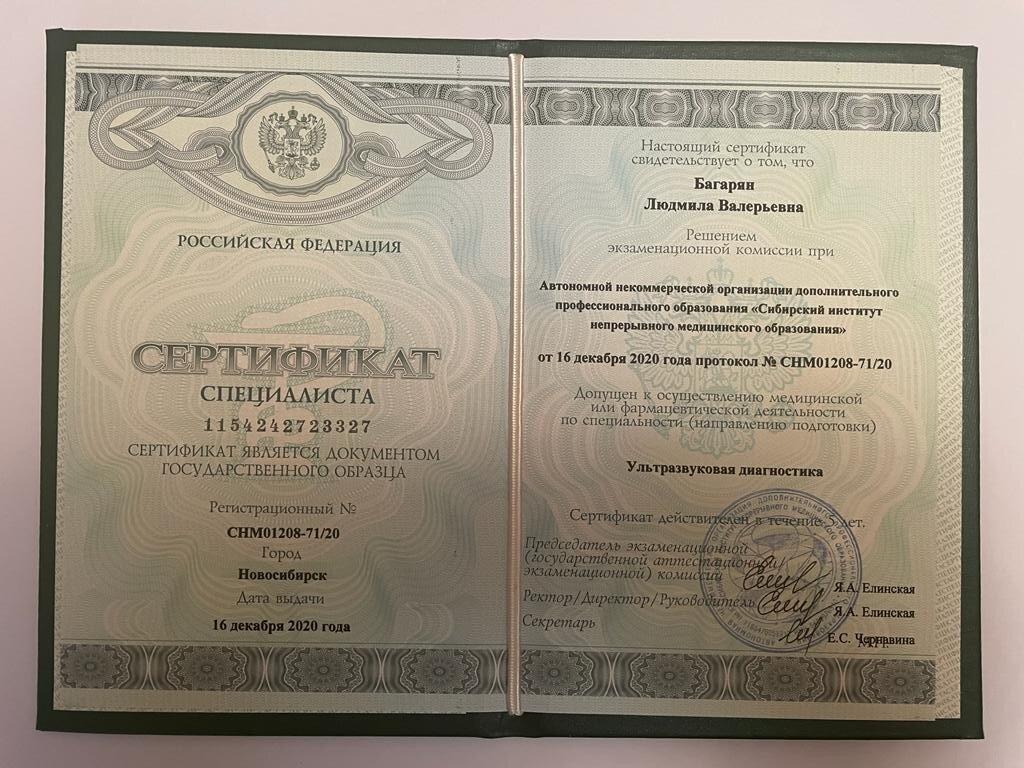 РОССИЙСКАЯ ФЕДЕРАЦИЯ
СЕРТИФИКАТ
СПЕЦИАЛИСТА
1154242723327
СЕРТИФИКАТ ЯВЛЯЕТСЯ ДОКУМЕНТОМ
ГОСУДАРСТВЕННОГО ОБРАЗЦА
Регистрационный №
СНМ01208-71/20
Город
Новосибирск
Дата выдачи
16 декабря 2020 года
Настоящий сертификат
свидетельствует о том, что
Багарян
Людмила Валерьевна
Решением
экзаменационной комиссии при
Автономной некоммерческой организации дополнительного
профессионального образования «Сибирский институт
непрерывного медицинского образования»
от 16 декабря 2020 года протокол № СНМ01208-71/20
Допущен к осуществлению медицинской
или фармацевтической деятельности
по специальности (направлению подготовки)
Ультразвуковая диагностика
Сертификат действителен в течение 5 лет.
Председатель экзаменационной
(государственной аттестационной/
экзаменационной) комиссии
Я.А. Елинская
Ректор/Директор/Руководитель
Я.А. Елинская
Секретарь
Е.С. Чернавина
М.П.